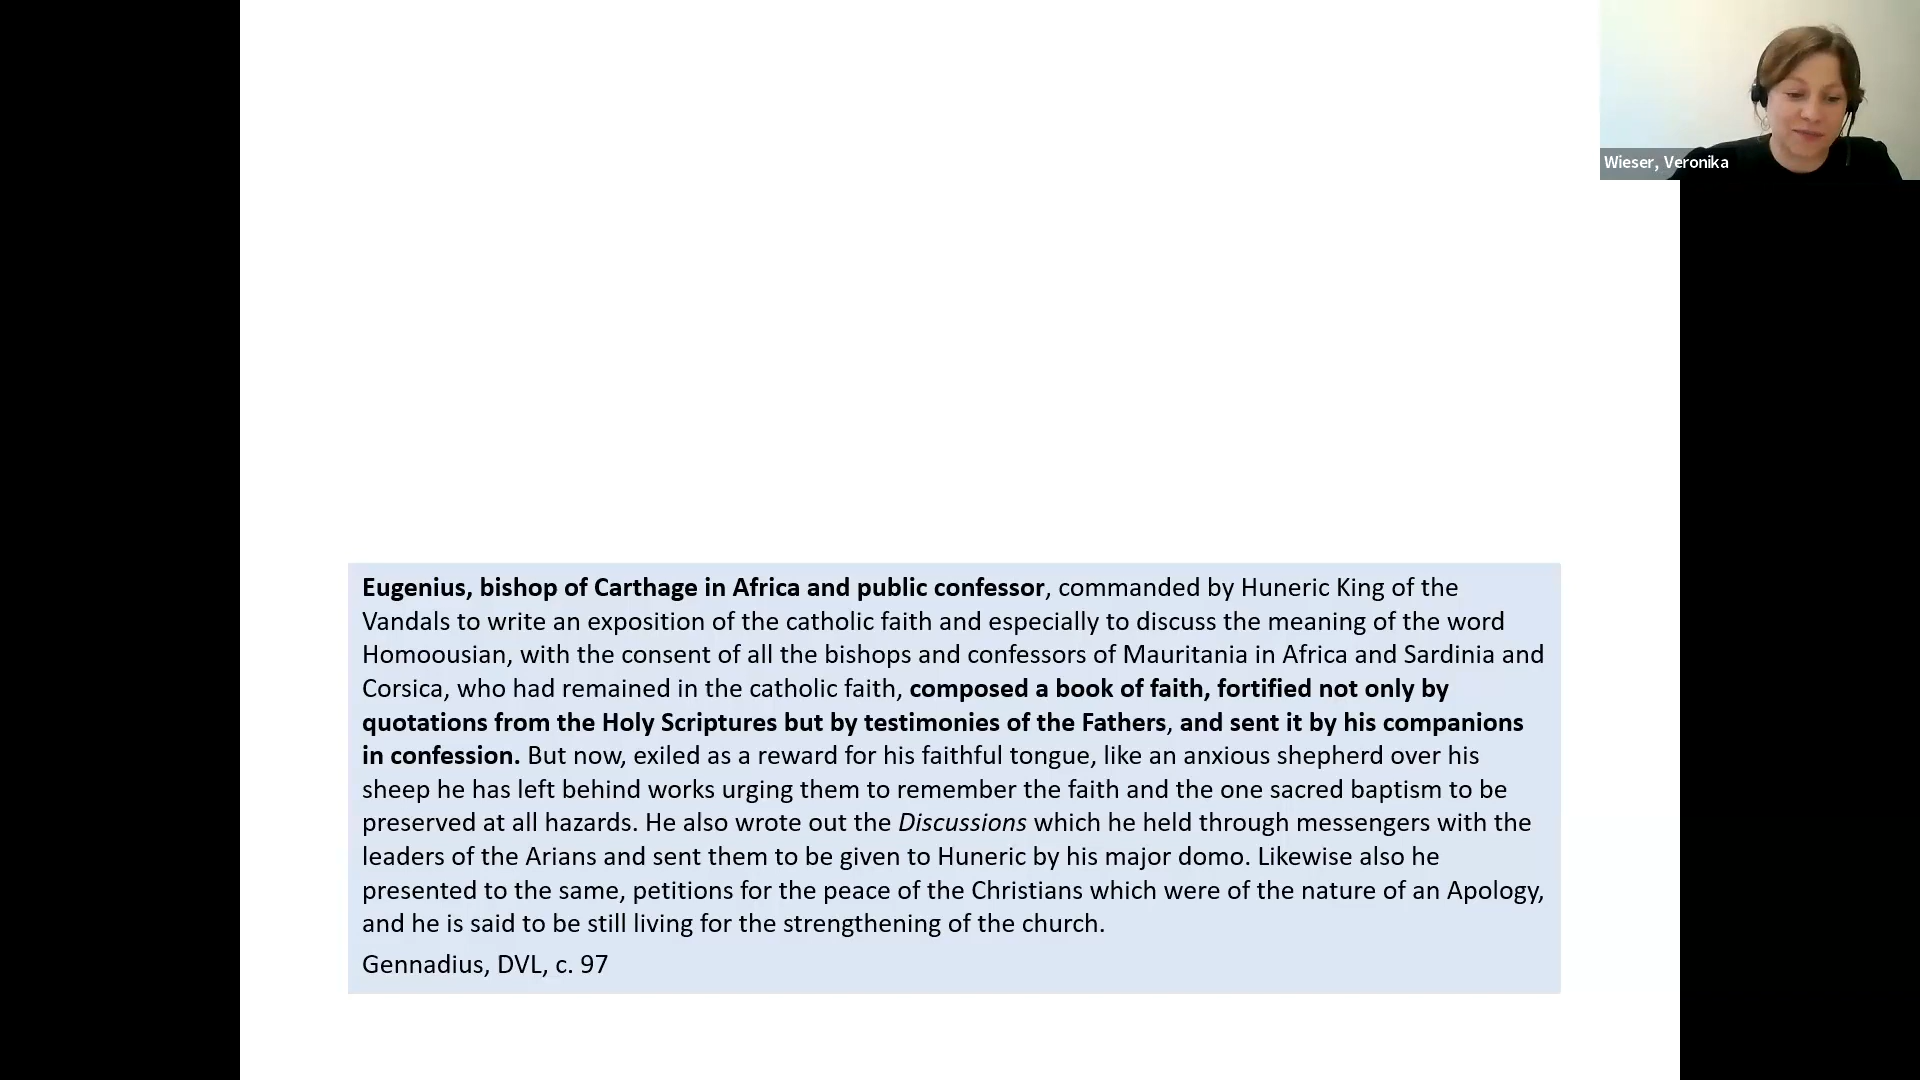 Wieser, Veronika
Eugenius, bishop of Carthage in Africa and public confessor, commanded by Huneric King of the
Vandals to write an exposition of the catholic faith and especially to discuss the meaning of the word
Homoousian, with the consent of all the bishops and confessors of Mauritania in Africa and Sardinia and
Corsica, who had remained in the catholic faith, composed a book of faith, fortified not only by
quotations from the Holy Scriptures but by testimonies of the Fathers, and sent it by his companions
in confession. But now, exiled as a reward for his faithful tongue, like an anxious shepherd over his
sheep he has left behind works urging them to remember the faith and the one sacred baptism to be
preserved at all hazards. He also wrote out the Discussions which he held through messengers with the
leaders of the Arians and sent them to be given to Huneric by his major domo. Likewise also he
presented to the same, petitions for the peace of the Christians which were of the nature of an Apology,
and he is said to be still living for the strengthening of the church.
Gennadius, DVL, c. 97